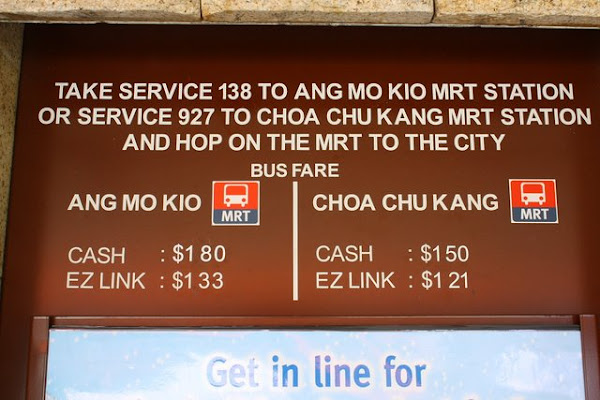 TAKE SERVICE 138 TO ANG MO KIO MRT STATION
OR SERVICE 927 TO CHOA CHU KANG MRT STATION
AND HOP ON THE MRT TO THE CITY
BUS FARE
ANG MO KIO MRT
CASH : $1 80
EZ LINK : $1 33
CHOA CHU KANG MRT
CASH : $1 50
EZ LINK : $1 21
Get in line for